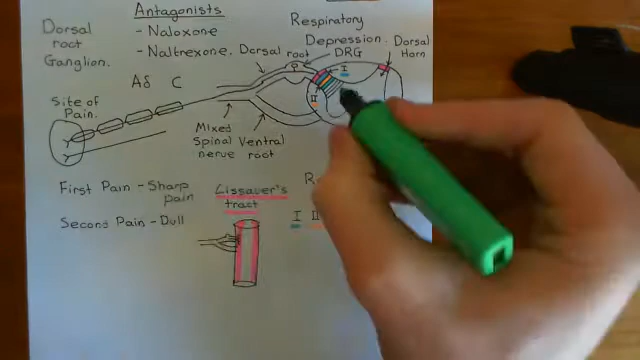 Antagonists
- Naloxone
- Naltrexone.
Dorsal
root
Ganglion.
Respiratory
Depression.
Dorsal root
DRG
Dorsal
Horn
I
II
Aδ C
Site of
Pain.
Mixed
Spinal
nerve
Ventral
root
First Pain - Sharp
pain
Second Pain - Dull
Lissauer's
tract
R
I II